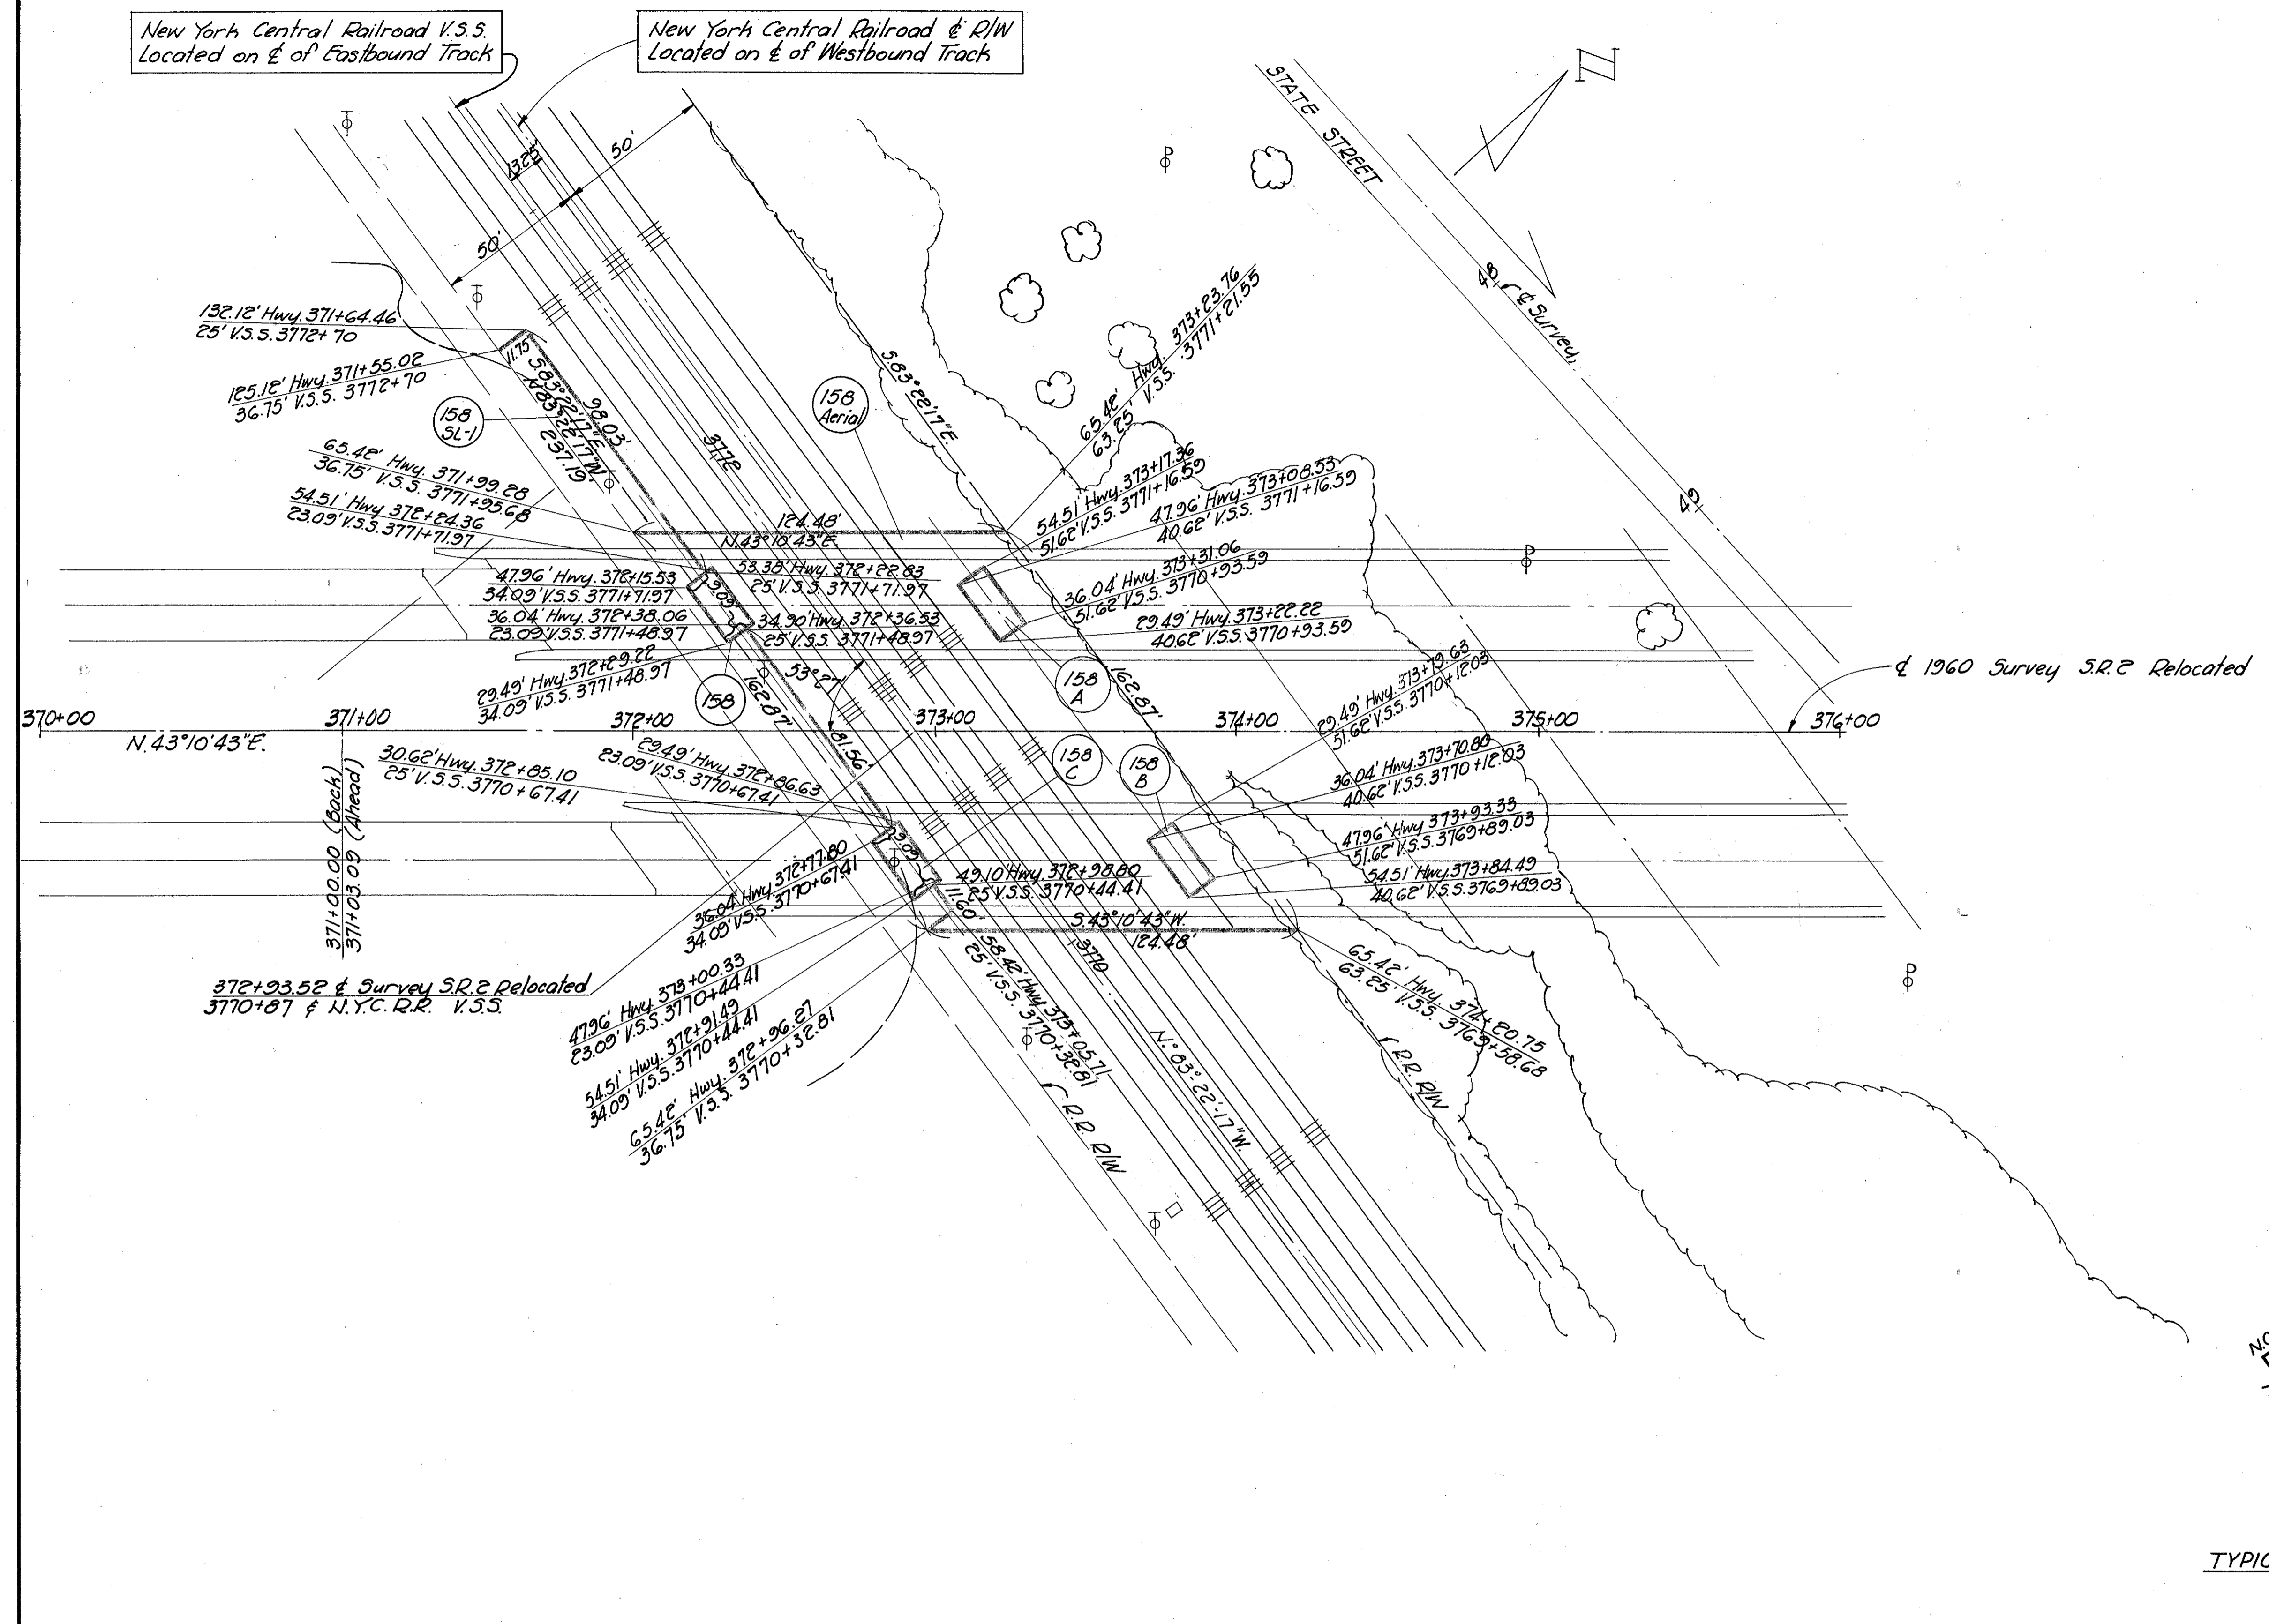 New York Central Railroad V.S.S.
Located on ℄ of Eastbound Track
New York Central Railroad ℄ R/W
Located on ℄ of Westbound Track
N
STATE STREET
13.25'
50'
50'
48
℄ Survey
49
132.12' Hwy. 371+64.46
25' V.S.S. 3772+70
125.12' Hwy. 371+55.02
36.75' V.S.S. 3772+70
11.75
S.83°22'17"E.
98.03'
N.83°22'17"W.
237.19'
158
SL-1
158
Aerial
3772
S.83°22'17"E.
65.42' Hwy. 373+23.76
63.25' V.S.S. 3771+21.55
65.42' Hwy. 371+99.28
36.75' V.S.S. 3771+95.68
54.51' Hwy. 372+24.36
23.09' V.S.S. 3771+71.97
124.48'
N.43°10'43"E.
54.51' Hwy. 373+17.36
51.62' V.S.S. 3771+16.59
47.96' Hwy. 373+08.53
40.62' V.S.S. 3771+16.59
47.96' Hwy. 372+15.53
34.09' V.S.S. 3771+71.97
53.38' Hwy. 372+22.83
25' V.S.S. 3771+71.97
9.09'
36.04' Hwy. 373+31.06
51.62' V.S.S. 3770+93.59
36.04' Hwy. 372+38.06
23.09' V.S.S. 3771+48.97
34.90' Hwy. 372+36.53
25' V.S.S. 3771+48.97
29.49' Hwy. 373+22.22
40.62' V.S.S. 3770+93.59
29.49' Hwy. 372+29.22
34.09' V.S.S. 3771+48.97
158
53°27'
162.87'
158
A
162.87'
29.49' Hwy. 373+79.63
51.62' V.S.S. 3770+12.03
℄ 1960 Survey S.R.2 Relocated
370+00
371+00
372+00
373+00
374+00
375+00
376+00
N.43°10'43"E.
81.56'
371+00.00 (Back)
371+03.09 (Ahead)
30.62' Hwy. 372+85.10
25' V.S.S. 3770+67.41
29.49' Hwy. 372+86.63
23.09' V.S.S. 3770+67.41
158
C
158
B
36.04' Hwy. 373+70.80
40.62' V.S.S. 3770+12.03
47.96' Hwy. 373+93.33
51.62' V.S.S. 3769+89.03
36.04' Hwy. 372+77.80
34.09' V.S.S. 3770+67.41
9.09'
49.10' Hwy. 372+98.80
25' V.S.S. 3770+44.41
54.51' Hwy. 373+84.49
40.62' V.S.S. 3769+89.03
11.60'
S.43°10'43"W.
124.48'
372+93.52 ℄ Survey S.R.2 Relocated
3770+87 ℄ N.Y.C. R.R. V.S.S.
47.96' Hwy. 373+00.33
23.09' V.S.S. 3770+44.41
54.51' Hwy. 372+91.49
34.09' V.S.S. 3770+44.41
65.42' Hwy. 372+96.27
36.75' V.S.S. 3770+32.81
58.42' Hwy. 373+05.71
25' V.S.S. 3770+32.81
3770
65.42' Hwy. 374+20.75
63.25' V.S.S. 3769+58.68
N.83°-22'-17"W.
R.R. R/W
R.R. R/W
TYPIC